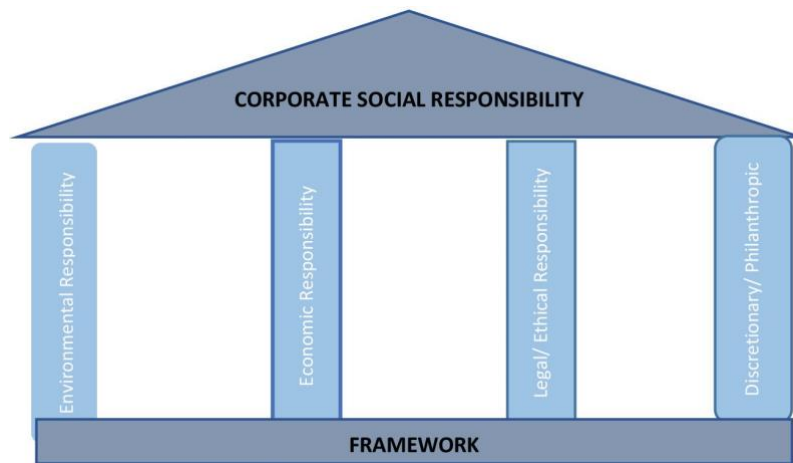 CORPORATE SOCIAL RESPONSIBILITY
Environmental Responsibility
Economic Responsibility
Legal/ Ethical Responsibility
Discretionary/ Philanthropic
FRAMEWORK